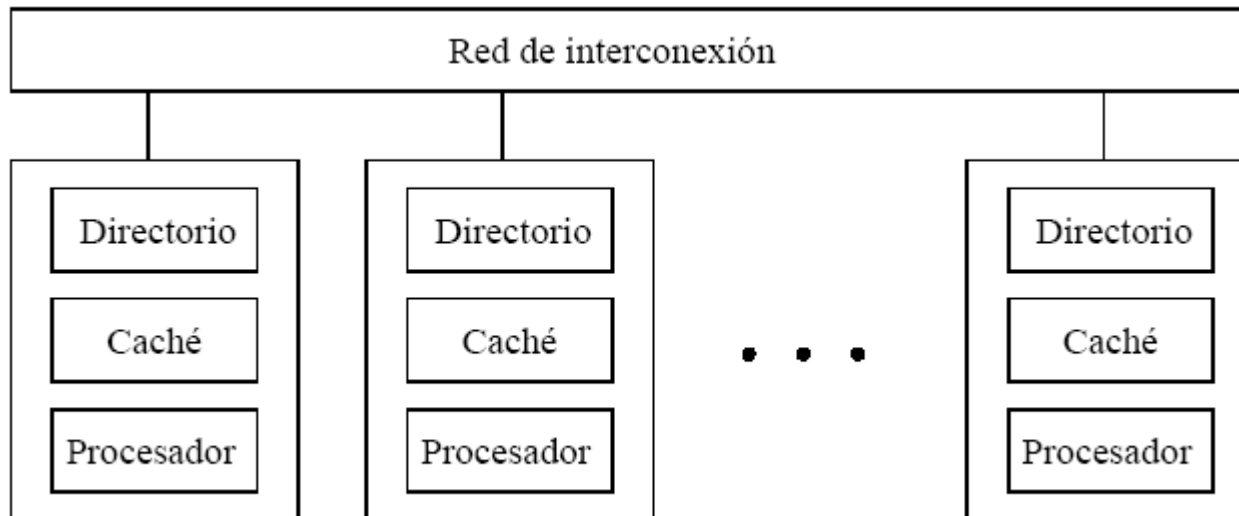 Red de interconexión
Directorio
Caché
Procesador
Directorio
Caché
Procesador
Directorio
Caché
Procesador